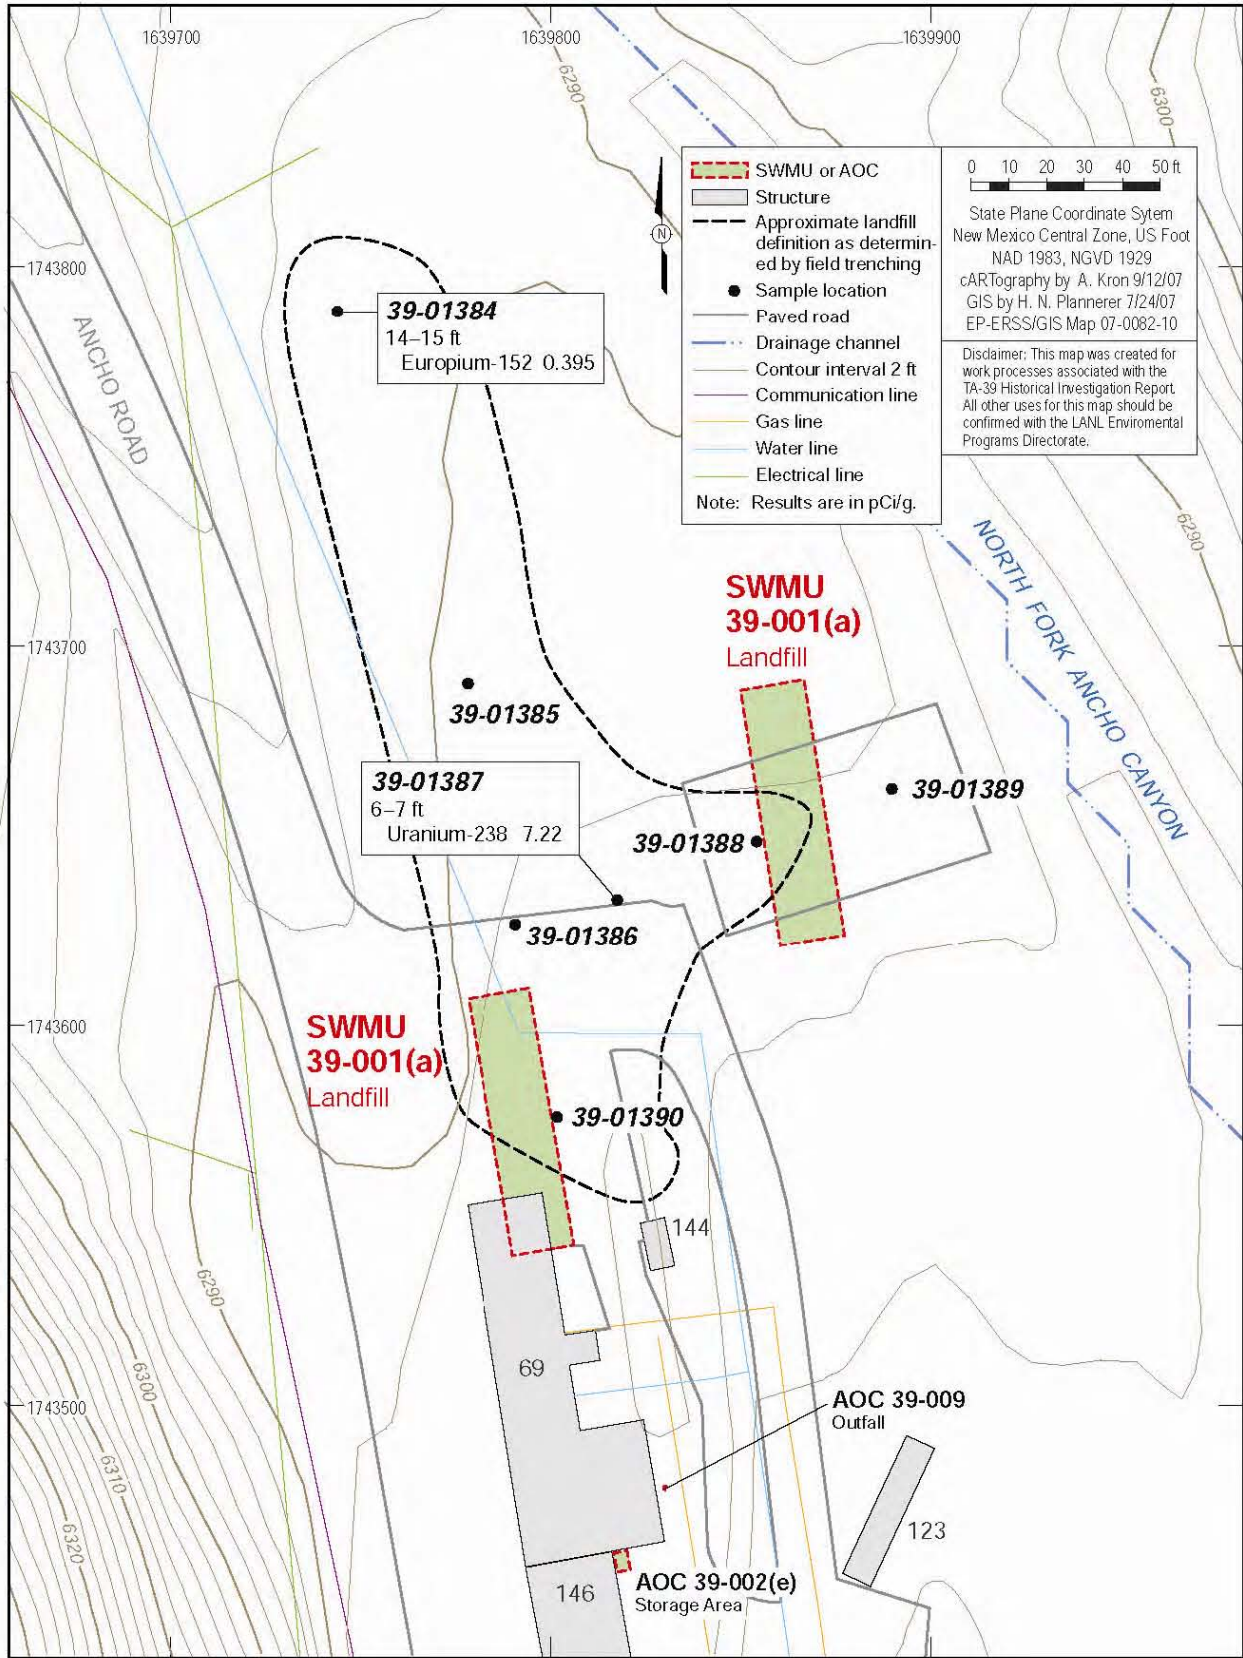 1639700
1639800
1639900
6290
6300
SWMU or AOC
Structure
Approximate landfill
definition as determin-
ed by field trenching
Sample location
Paved road
Drainage channel
Contour interval 2 ft
Communication line
Gas line
Water line
Electrical line
Note: Results are in pCi/g.
N
0 10 20 30 40 50 ft
State Plane Coordinate Sytem
New Mexico Central Zone, US Foot
NAD 1983, NGVD 1929
cARTography by A. Kron 9/12/07
GIS by H. N. Plannerer 7/24/07
EP-ERSS/GIS Map 07-0082-10
Disclaimer: This map was created for
work processes associated with the
TA-39 Historical Investigation Report.
All other uses for this map should be
confirmed with the LANL Enviromental
Programs Directorate.
1743800
ANCHO ROAD
39-01384
14–15 ft
Europium-152 0.395
6290
NORTH FORK ANCHO CANYON
SWMU
39-001(a)
Landfill
1743700
39-01385
39-01387
6–7 ft
Uranium-238 7.22
39-01389
39-01388
39-01386
1743600
SWMU
39-001(a)
Landfill
39-01390
144
6290
69
6300
1743500
AOC 39-009
Outfall
6310
6320
123
146
AOC 39-002(e)
Storage Area